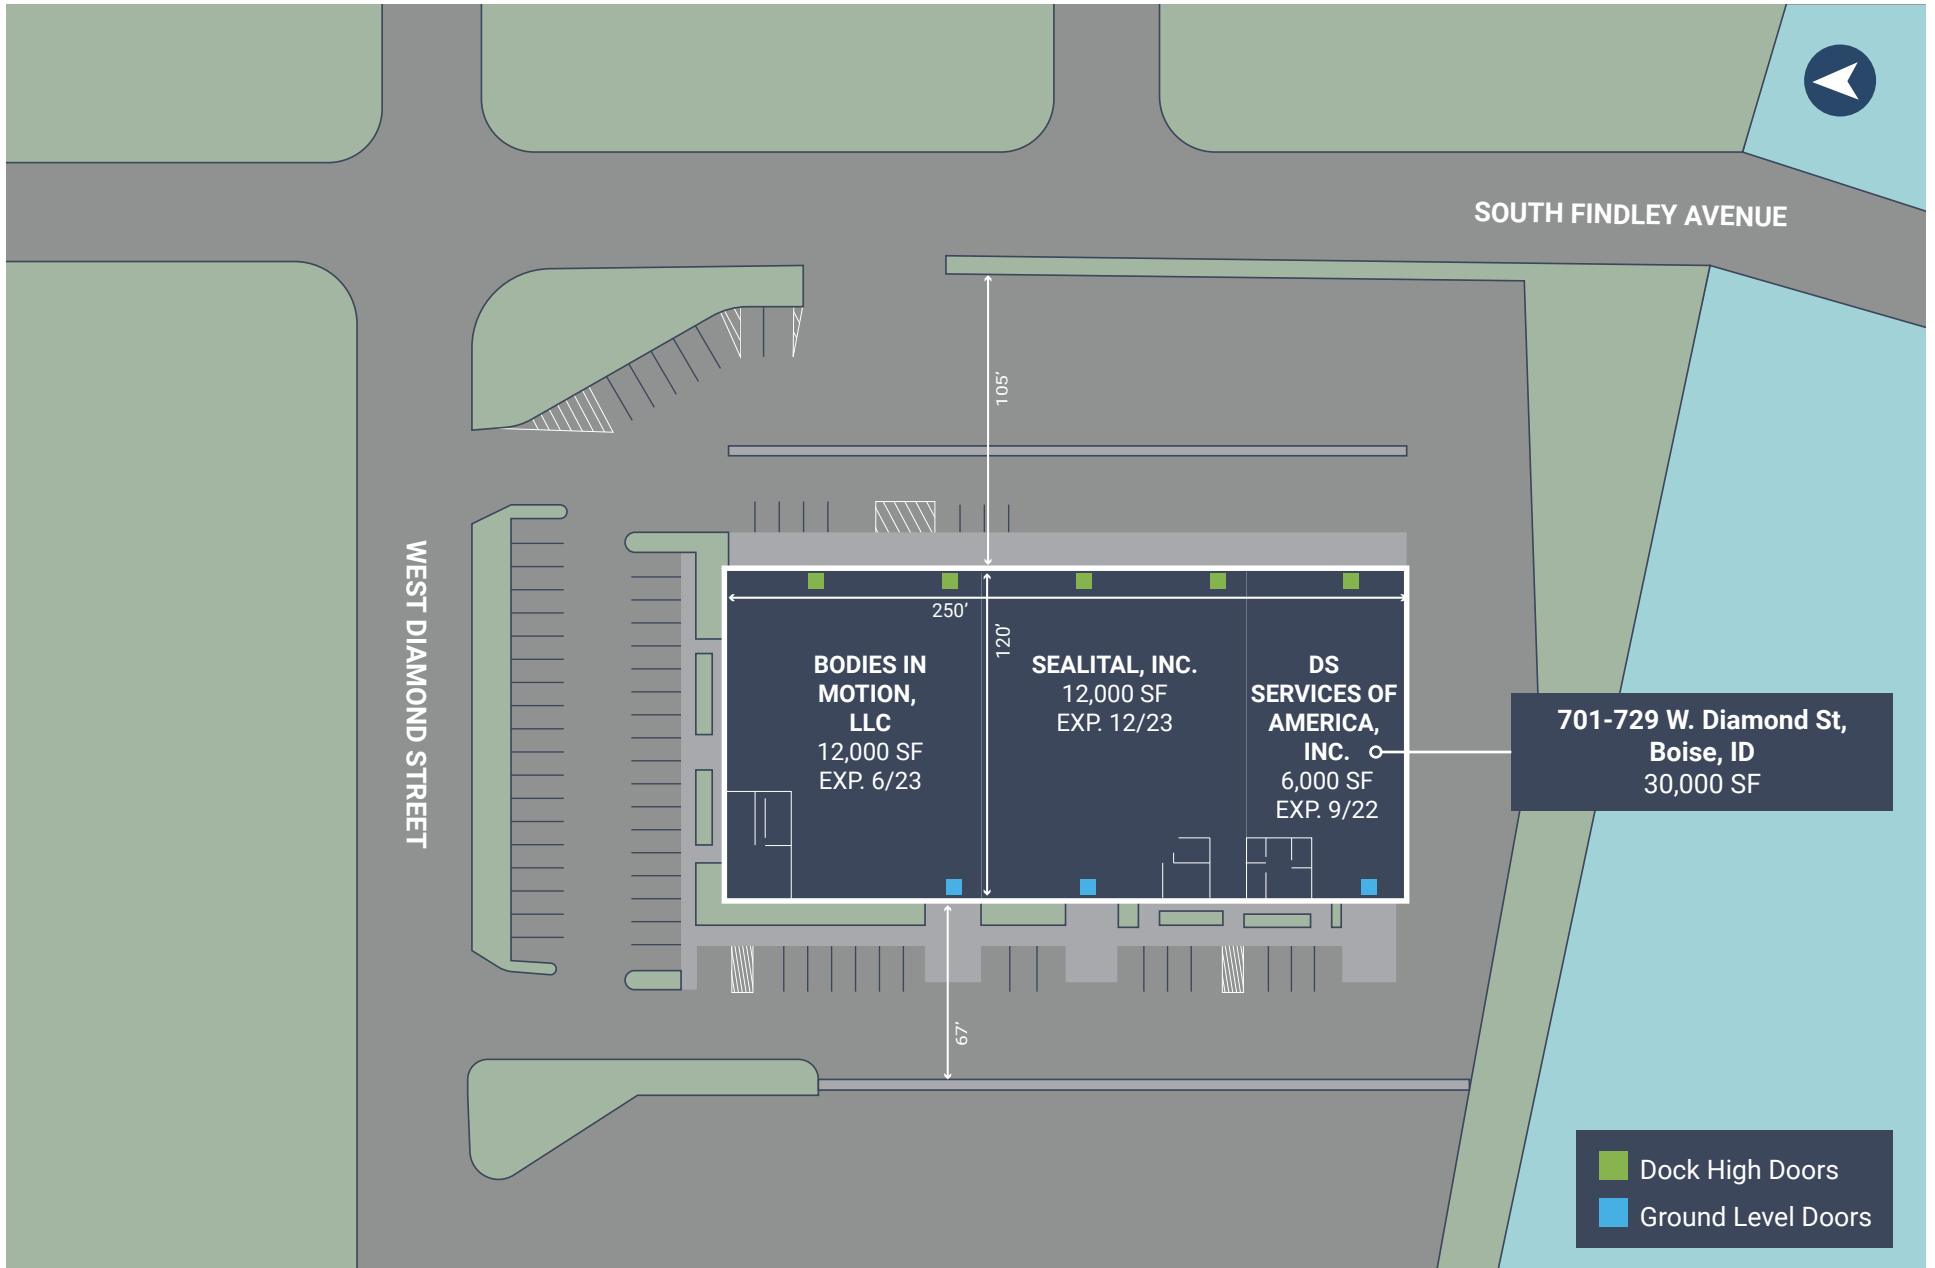 SOUTH FINDLEY AVENUE
105’
WEST DIAMOND STREET
250’
120’
BODIES IN
MOTION,
LLC
12,000 SF
EXP. 6/23
SEALITAL, INC.
12,000 SF
EXP. 12/23
DS
SERVICES OF
AMERICA,
INC.
6,000 SF
EXP. 9/22
701-729 W. Diamond St,
Boise, ID
30,000 SF
67’
Dock High Doors
Ground Level Doors